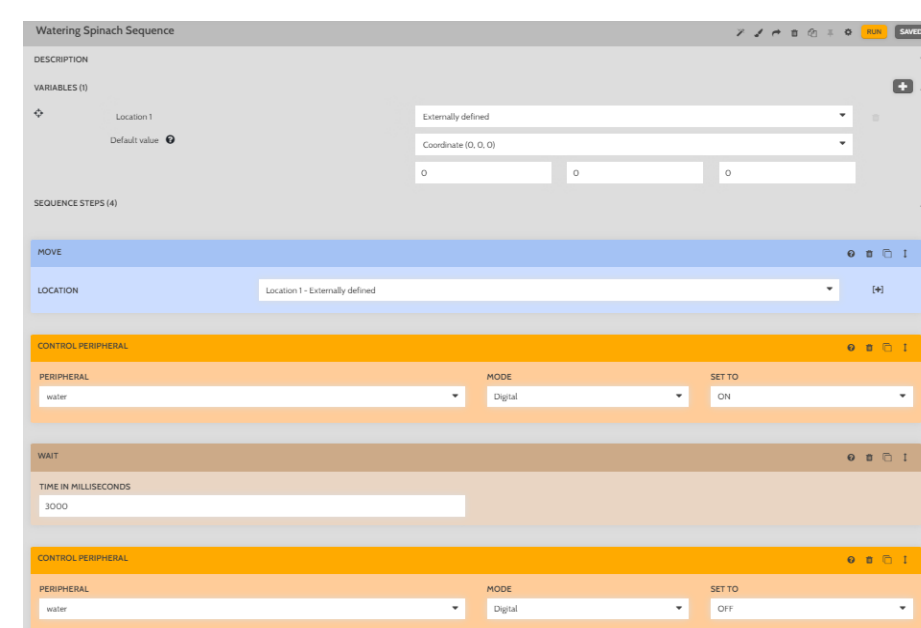 Watering Spinach Sequence RUN SAVED
DESCRIPTION
VARIABLES (1)
Location 1 Externally defined
Default value Coordinate (0, 0, 0)
0 0 0
SEQUENCE STEPS (4)
MOVE
LOCATION Location 1 - Externally defined
CONTROL PERIPHERAL
PERIPHERAL MODE SET TO
water Digital ON
WAIT
TIME IN MILLISECONDS
3000
CONTROL PERIPHERAL
PERIPHERAL MODE SET TO
water Digital OFF